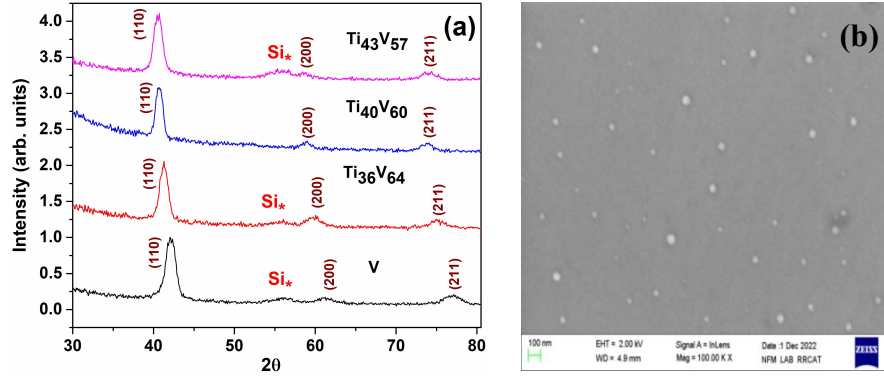 (a)
(110)
Ti43V57
Si*
(200)
(211)
(110)
Ti40V60
(200)
(211)
(110)
Ti36V64
Si*
(200)
(211)
(110)
V
Si*
(200)
(211)
4.0
3.5
3.0
2.5
2.0
1.5
1.0
0.5
0.0
Intensity (arb. units)
30 40 50 60 70 80
2θ
(b)
100 nm
EHT = 2.00 kV
Signal A = InLens
Date :1 Dec 2022
WD = 4.9 mm
Mag = 100.00 K X
NFM LAB RRCAT
ZEISS